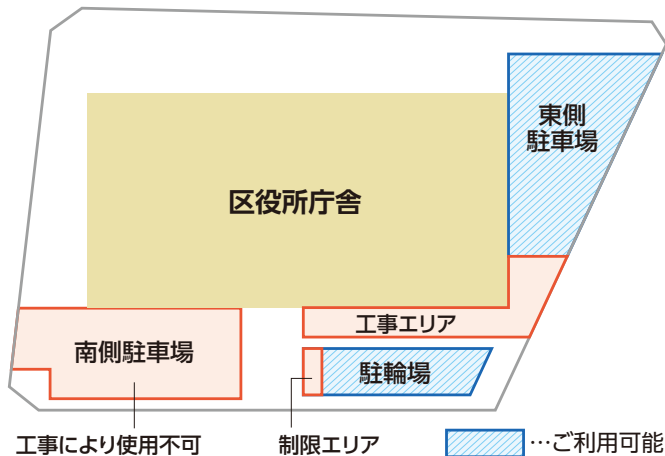 東側
駐車場
区役所庁舎
工事エリア
南側駐車場
駐輪場
工事により使用不可
制限エリア
…ご利用可能